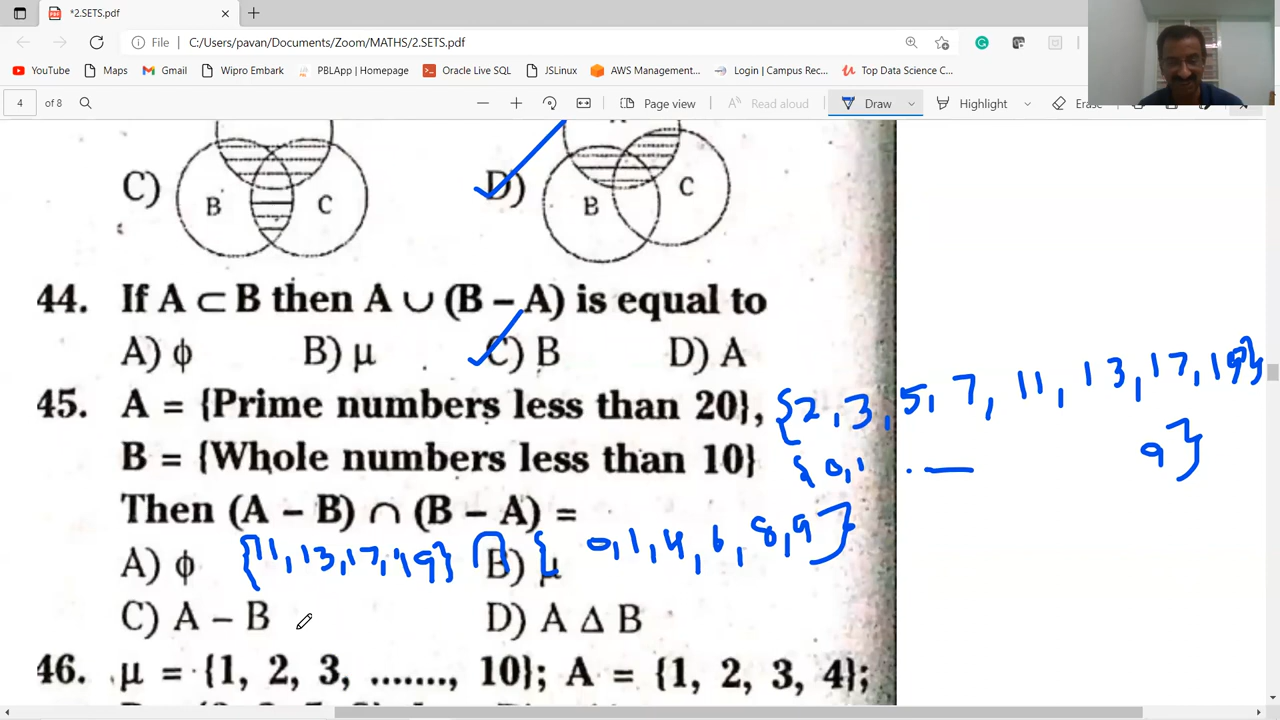 *2.SETS.pdf
File C:/Users/pavan/Documents/Zoom/MATHS/2.SETS.pdf
YouTube Maps Gmail Wipro Embark PBLApp | Homepage Oracle Live SQL JSLinux AWS Management... Login | Campus Rec... Top Data Science C...
4 of 8 Page view Read aloud Draw Highlight Erase
C) B C D) B C
44. If A ⊂ B then A ∪ (B – A) is equal to
A) ϕ B) μ C) B D) A
45. A = {Prime numbers less than 20}, {2, 3, 5, 7, 11, 13, 17, 19}
B = {Whole numbers less than 10} {0, 1 . — 9}
Then (A – B) ∩ (B – A) =
{11, 13, 17, 19} ∩ { 0, 1, 4, 6, 8, 9}
A) ϕ B) μ
C) A – B D) A Δ B
46. μ = {1, 2, 3, ......., 10}; A = {1, 2, 3, 4};